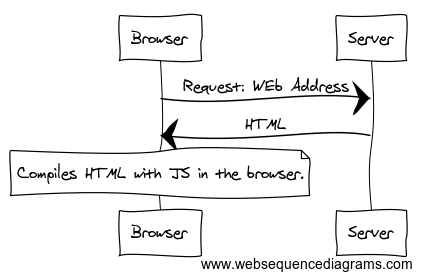 Browser
Server
Request: WEb Address
HTML
Compiles HTML with JS in the browser.
Browser
Server
www.websequencediagrams.com